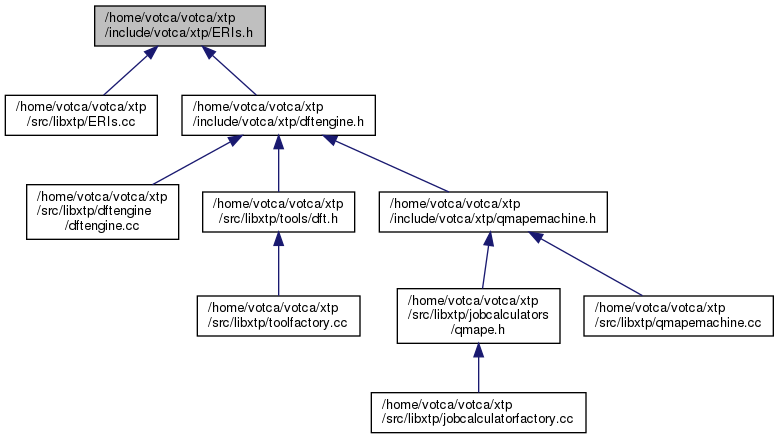 /home/votca/votca/xtp
/include/votca/xtp/ERIs.h
/home/votca/votca/xtp
/src/libxtp/ERIs.cc
/home/votca/votca/xtp
/include/votca/xtp/dftengine.h
/home/votca/votca/xtp
/src/libxtp/dftengine
/dftengine.cc
/home/votca/votca/xtp
/src/libxtp/tools/dft.h
/home/votca/votca/xtp
/include/votca/xtp/qmapemachine.h
/home/votca/votca/xtp
/src/libxtp/toolfactory.cc
/home/votca/votca/xtp
/src/libxtp/jobcalculators
/qmape.h
/home/votca/votca/xtp
/src/libxtp/qmapemachine.cc
/home/votca/votca/xtp
/src/libxtp/jobcalculatorfactory.cc